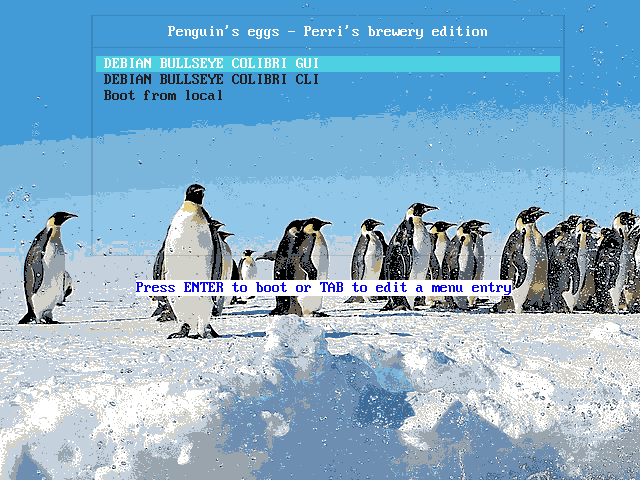 Penguin's eggs - Perri's brewery edition
DEBIAN BULLSEYE COLIBRI GUI
DEBIAN BULLSEYE COLIBRI CLI
Boot from local
Press ENTER to boot or TAB to edit a menu entry